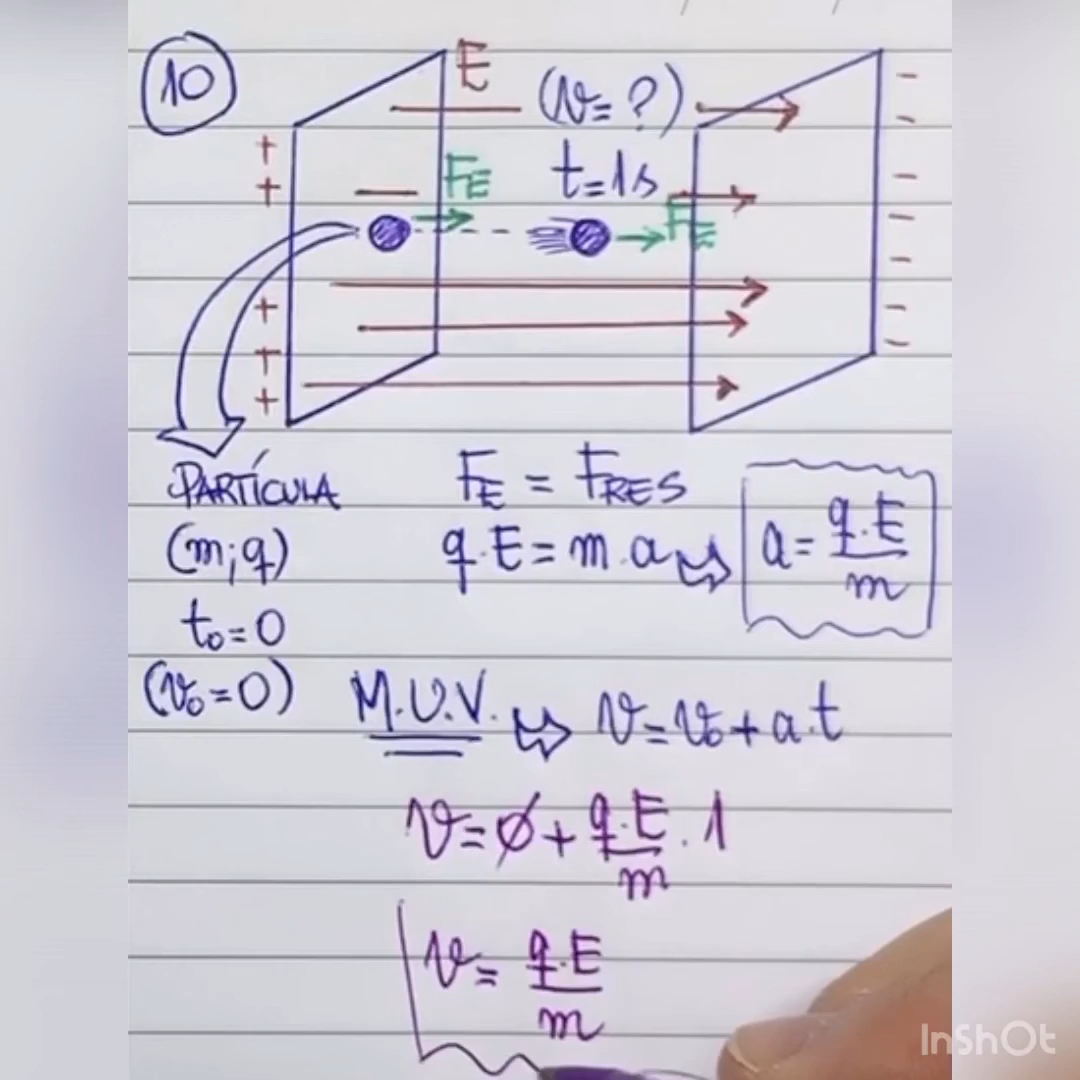 10
E
(v=?)
+ +
FE
t=1s
FE
+ + +
- - - - - - -
PARTÍCULA
(m;q)
t₀=0
(v₀=0)
FE = FRES
q.E = m.a ⇒ a = q.E/m
M.U.V. ⇒ v = v₀ + a.t
v = 0 + q.E/m . 1
v = q.E/m
InShOt